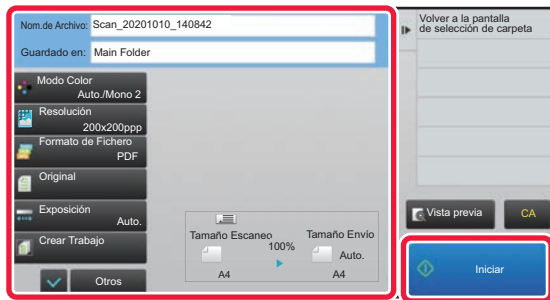 Nom.de Archivo: Scan_20201010_140842
Guardado en: Main Folder
Modo Color
Auto./Mono 2
Resolución
200x200ppp
Formato de Fichero
PDF
Original
Exposición
Auto.
Crear Trabajo
Otros
Tamaño Escaneo
100%
Tamaño Envio
Auto.
A4
A4
Volver a la pantalla
de selección de carpeta
Vista previa
CA
Iniciar